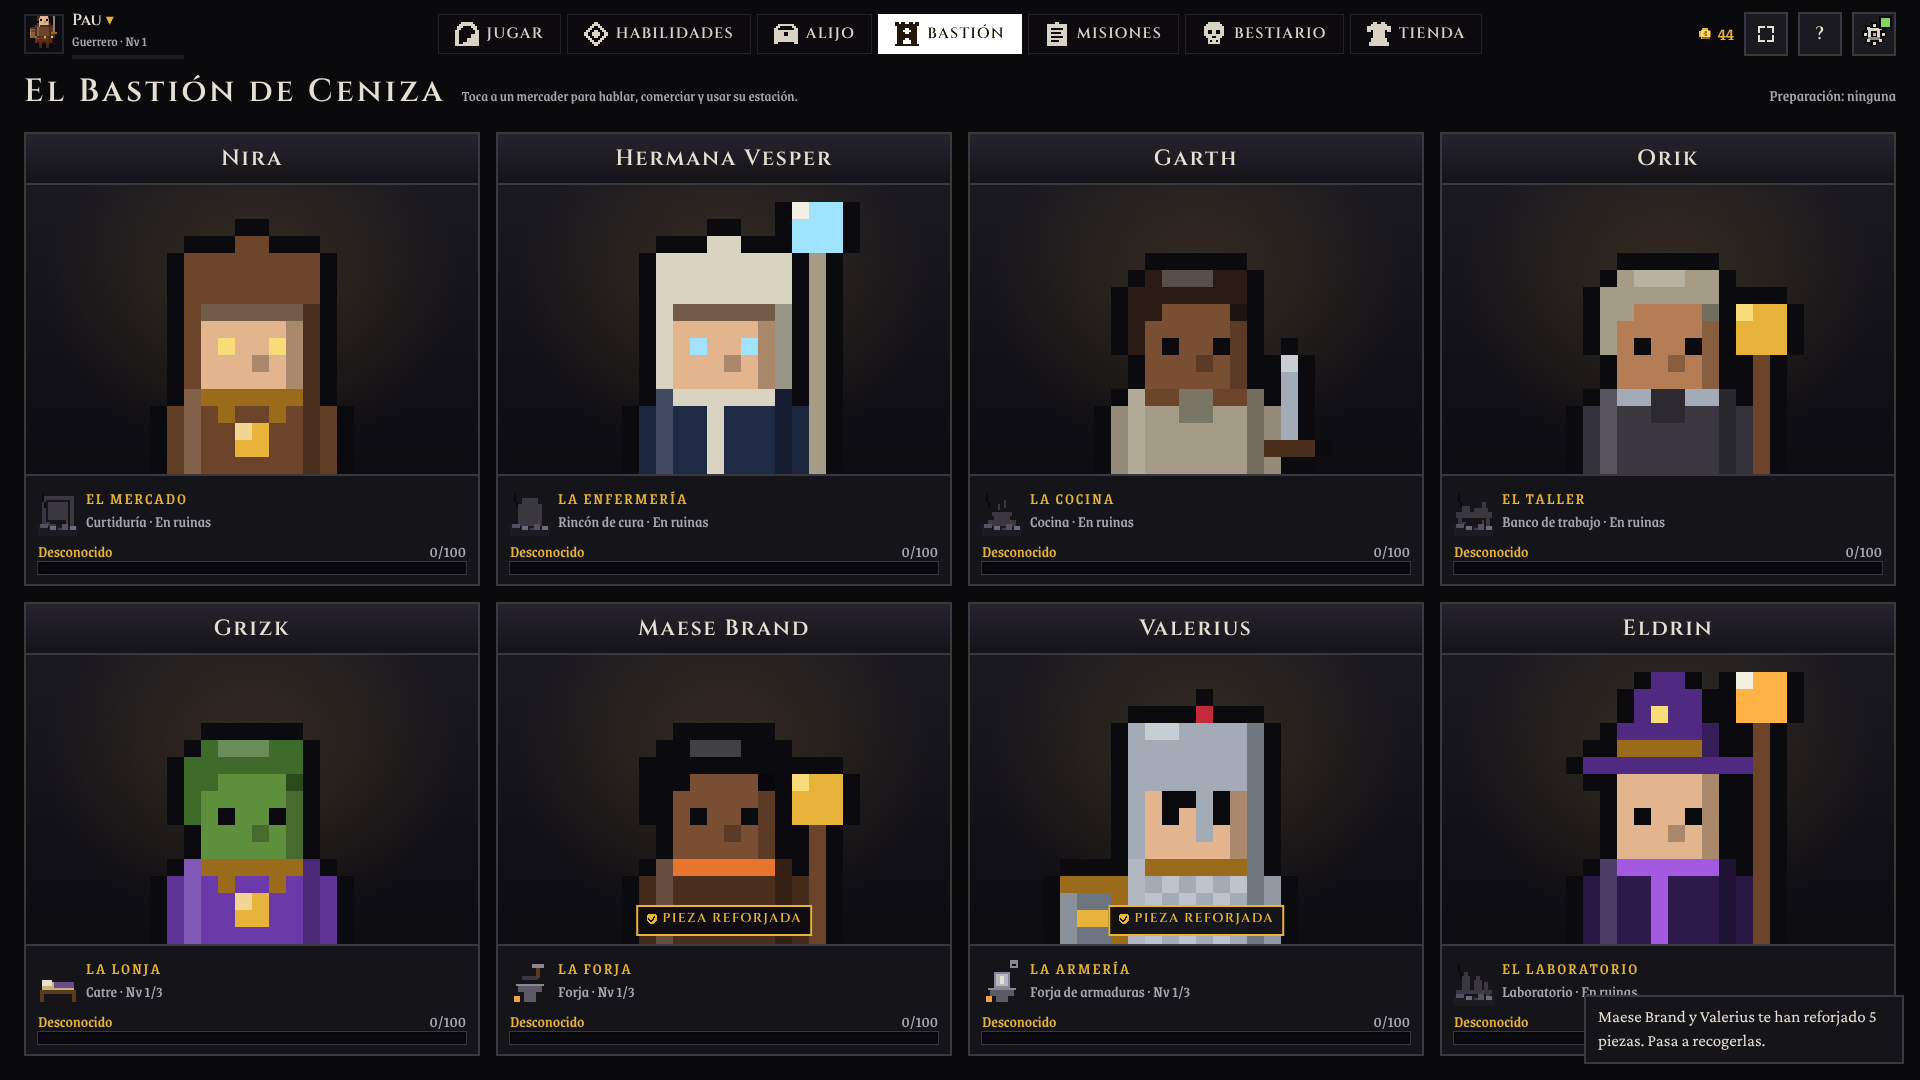 Pau ▾
Guerrero · Nv 1
JUGAR
HABILIDADES
ALIJO
BASTIÓN
MISIONES
BESTIARIO
TIENDA
44
?
El Bastión de Ceniza
Toca a un mercader para hablar, comerciar y usar su estación.
Preparación: ninguna
Nira
Hermana Vesper
Garth
Orik
EL MERCADO
Curtiduría · En ruinas
Desconocido 0/100
LA ENFERMERÍA
Rincón de cura · En ruinas
Desconocido 0/100
LA COCINA
Cocina · En ruinas
Desconocido 0/100
EL TALLER
Banco de trabajo · En ruinas
Desconocido 0/100
Grizk
Maese Brand
Valerius
Eldrin
PIEZA REFORJADA
PIEZA REFORJADA
LA LONJA
Catre · Nv 1/3
Desconocido 0/100
LA FORJA
Forja · Nv 1/3
Desconocido 0/100
LA ARMERÍA
Forja de armaduras · Nv 1/3
Desconocido 0/100
EL LABORATORIO
Laboratorio · En ruinas
Desconocido
Maese Brand y Valerius te han reforjado 5
piezas. Pasa a recogerlas.